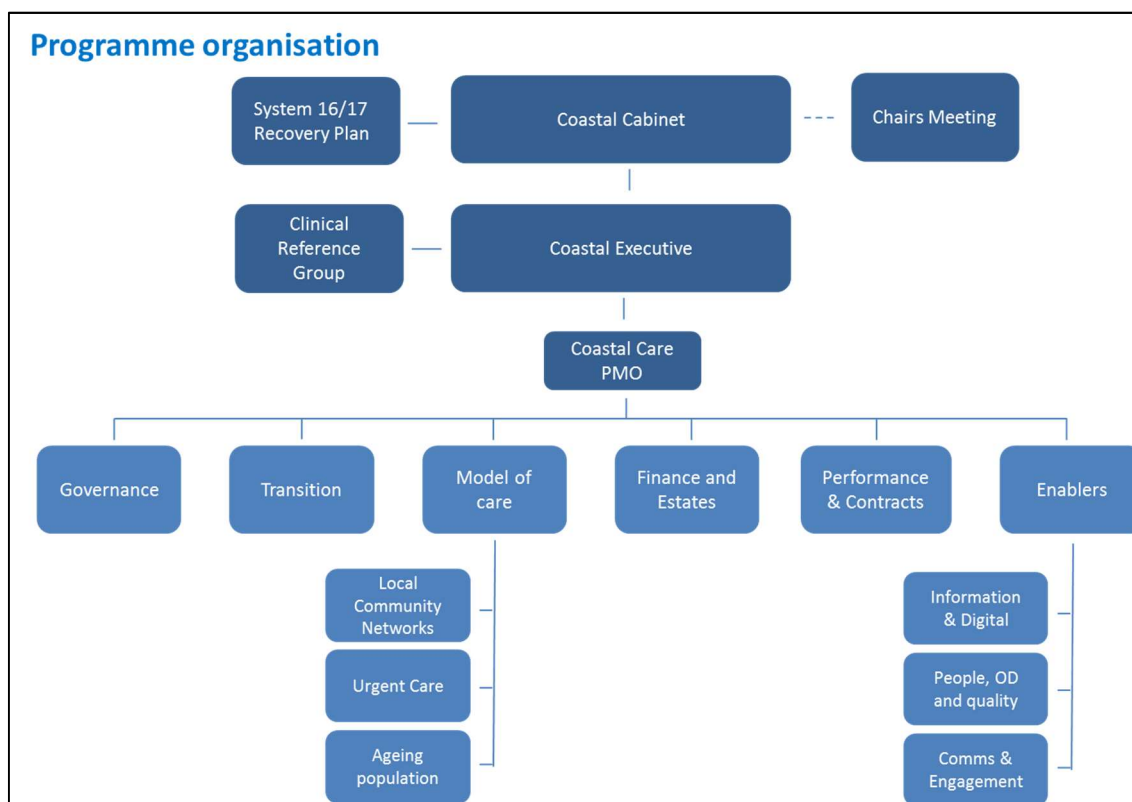 Programme organisation
System 16/17
Recovery Plan
Coastal Cabinet
Chairs Meeting
Clinical
Reference
Group
Coastal Executive
Coastal Care
PMO
Governance
Transition
Model of
care
Finance and
Estates
Performance
& Contracts
Enablers
Local
Community
Networks
Urgent Care
Ageing
population
Information
& Digital
People, OD
and quality
Comms &
Engagement